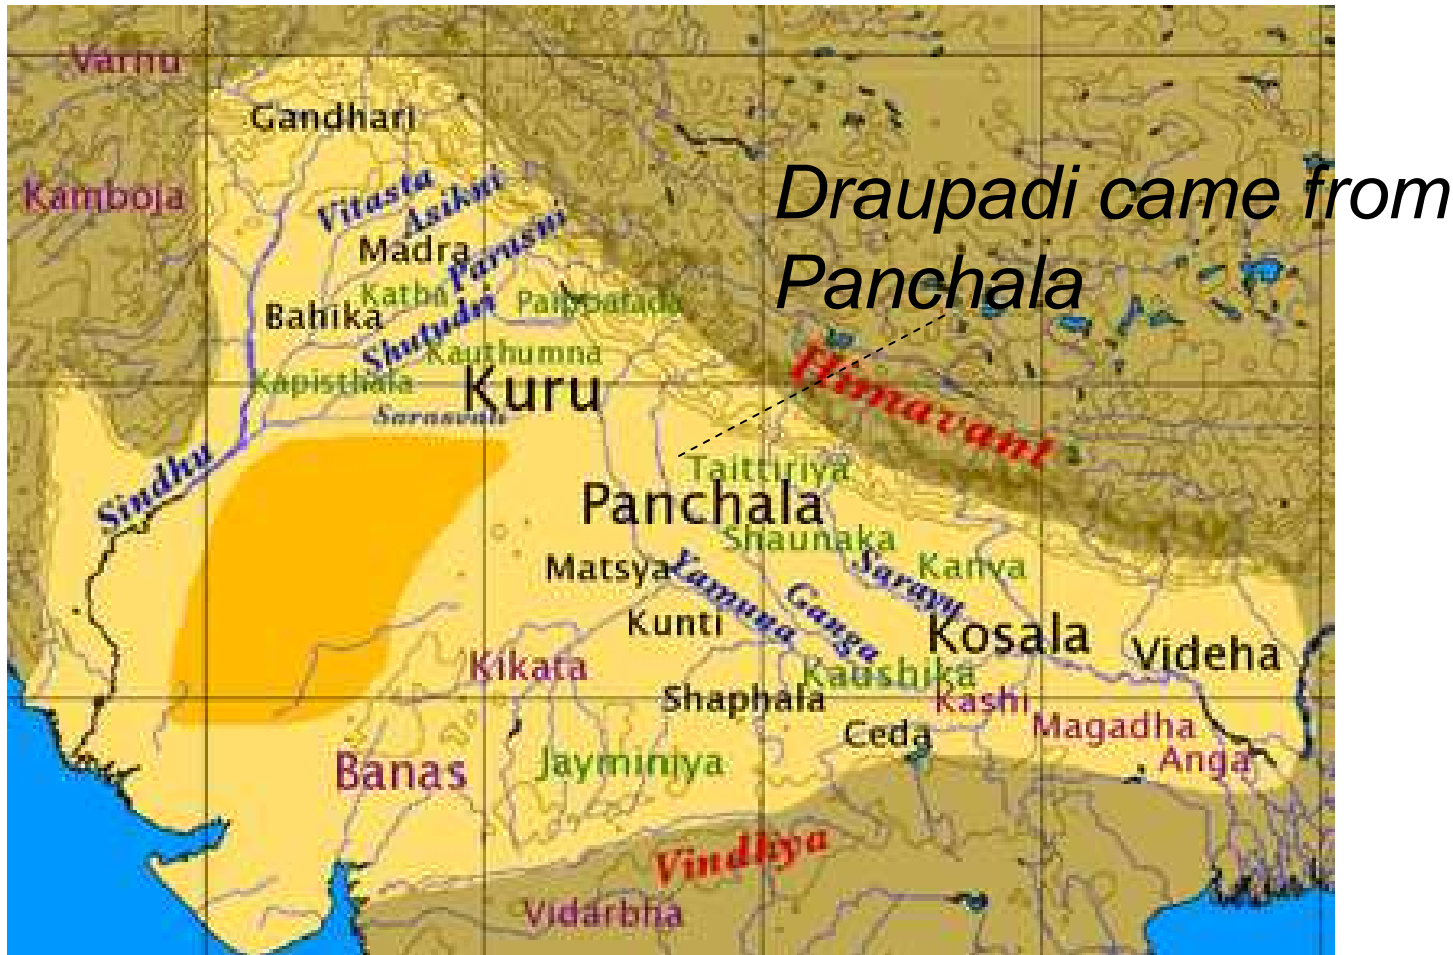 Varnu
Gandhari
Kamboja
Vitasta
Asikni
Draupadi came from
Panchala
Madra
Parusni
Katha
Paippalada
Bahika
Shutudri
Kauthumna
Kapisthala
Kuru
Himavant
Sarasvati
Sindhu
Taittiriya
Panchala
Shaunaka
Matsya
Kanva
Yamuna
Ganga
Sarayu
Kunti
Kosala
Videha
Kikata
Kaushika
Shaphala
Kashi
Ceda
Magadha
Anga
Banas
Jayminiya
Vindhya
Vidarbha